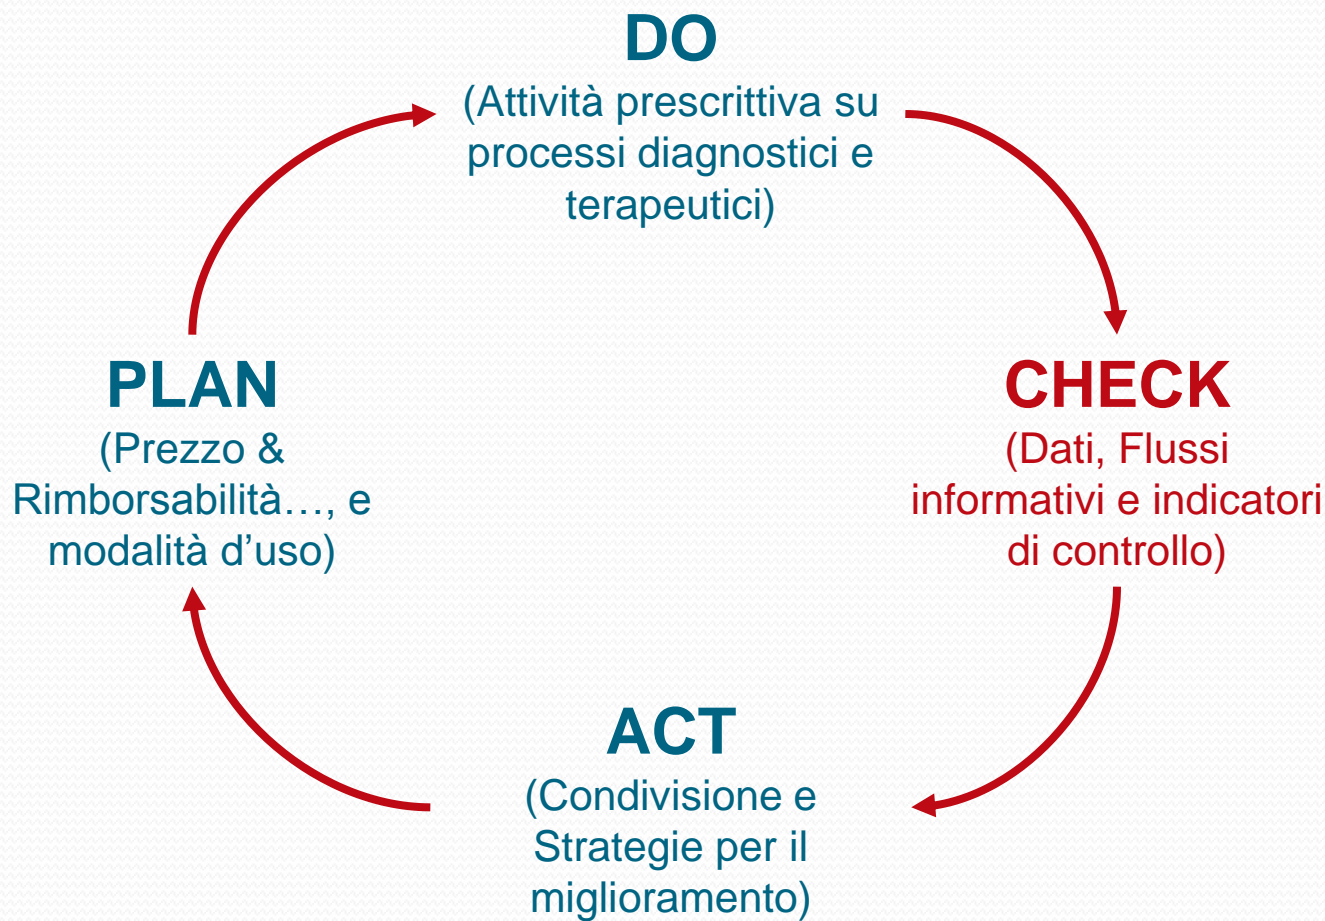 DO
(Attività prescrittiva su
processi diagnostici e
terapeutici)
PLAN
(Prezzo &
Rimborsabilità…, e
modalità d’uso)
CHECK
(Dati, Flussi
informativi e indicatori
di controllo)
ACT
(Condivisione e
Strategie per il
miglioramento)